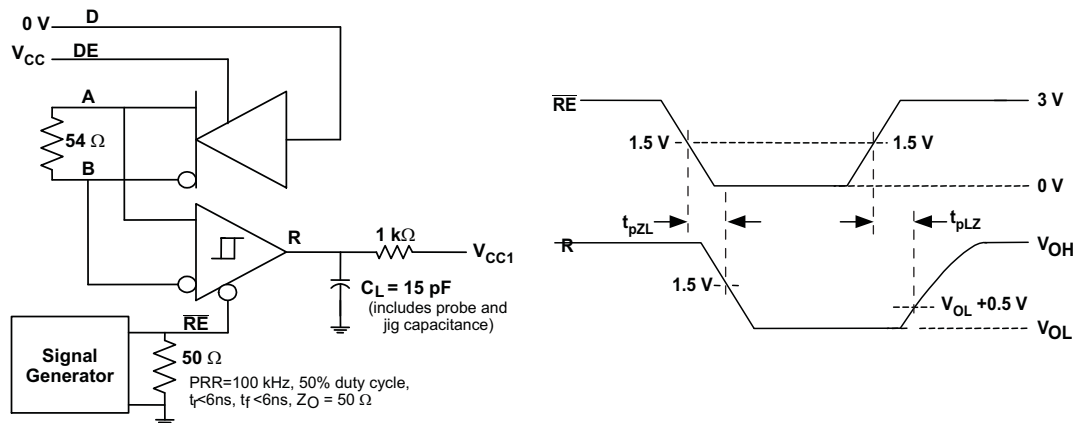 0 V
D
VCC
DE
A
54 Ω
B
R
1 kΩ
VCC1
CL = 15 pF
(includes probe and
jig capacitance)
RE
Signal
Generator
50 Ω
PRR=100 kHz, 50% duty cycle,
tr<6ns, tf <6ns, ZO = 50 Ω
RE
3 V
1.5 V
1.5 V
0 V
tpZL
tpLZ
R
VOH
1.5 V
VOL +0.5 V
VOL